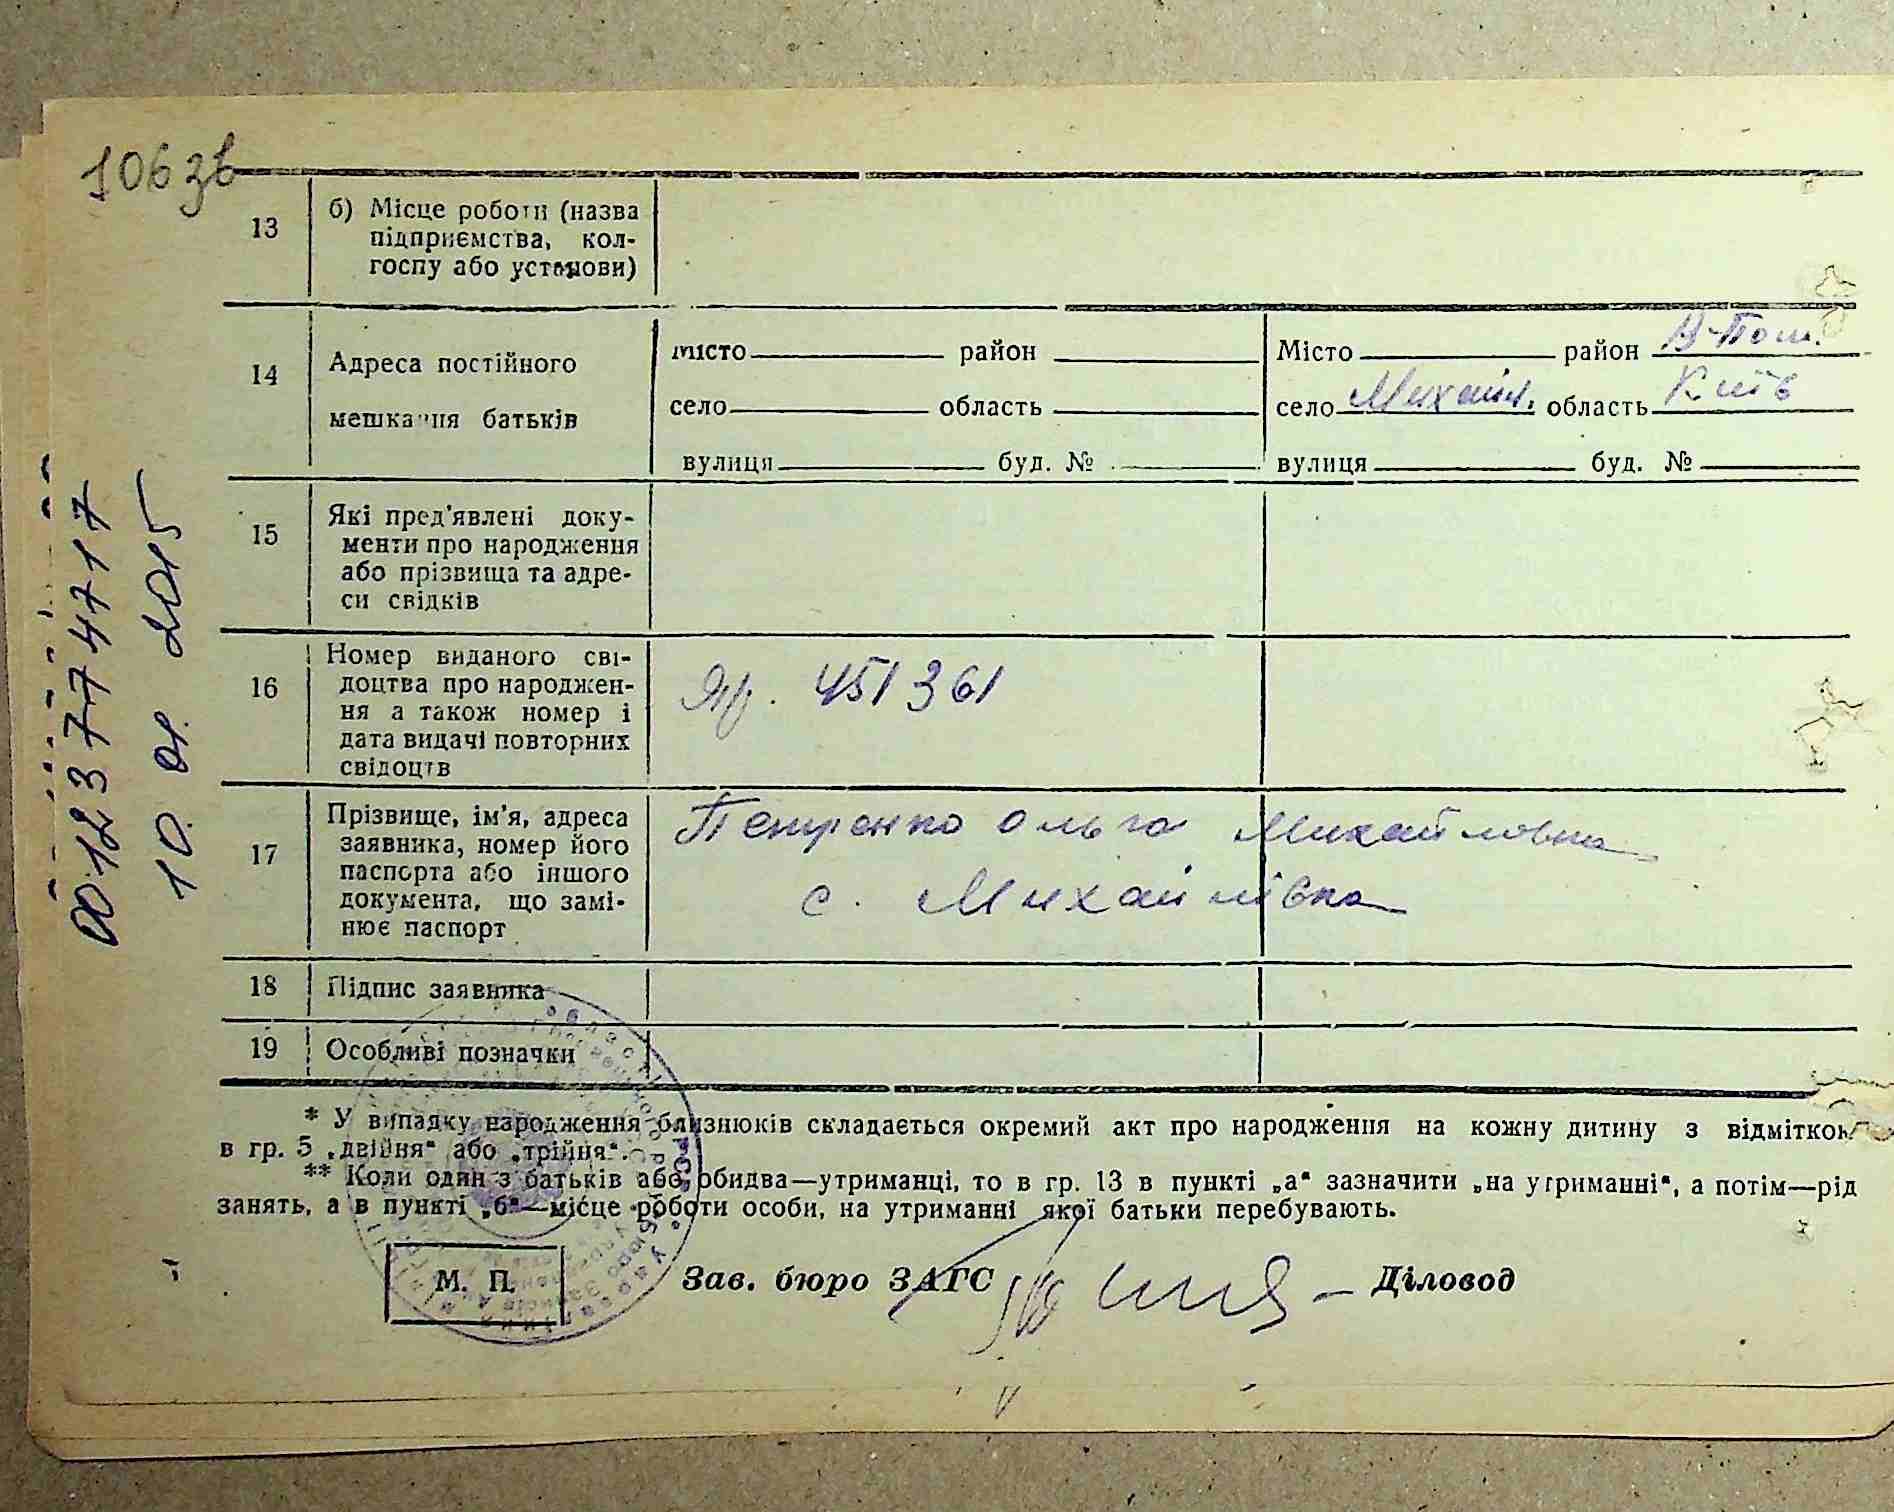 106 зв
13 б) Місце роботи (назва
підприємства, кол-
госпу або установи)
14 Адреса постійного
мешкання батьків
місто район
село область
вулиця буд. №
Місто район
село Михайл. область Київ
вулиця буд. №
15 Які пред'явлені доку-
менти про народження
або прізвища та адре-
си свідків
16 Номер виданого сві-
доцтва про народжен-
ня а також номер і
дата видачі повторних
свідоцтв
451361
17 Прізвище, ім'я, адреса
заявника, номер його
паспорта або іншого
документа, що замі-
нює паспорт
Петренко Ольга Михайловна
с. Михайлівка
18 Підпис заявника
19 Особливі позначки
* У випадку народження близнюків складається окремий акт про народження на кожну дитину з відміткою
в гр. 5 „двійня" або „трійня".
** Коли один з батьків або обидва—утриманці, то в гр. 13 в пункті „а" зазначити „на утриманні", а потім—рід
занять, а в пункті „б"—місце роботи особи, на утриманні якої батьки перебувають.
М. П.
Зав. бюро ЗАГС
Діловод
00123774717
10. 01. 2015